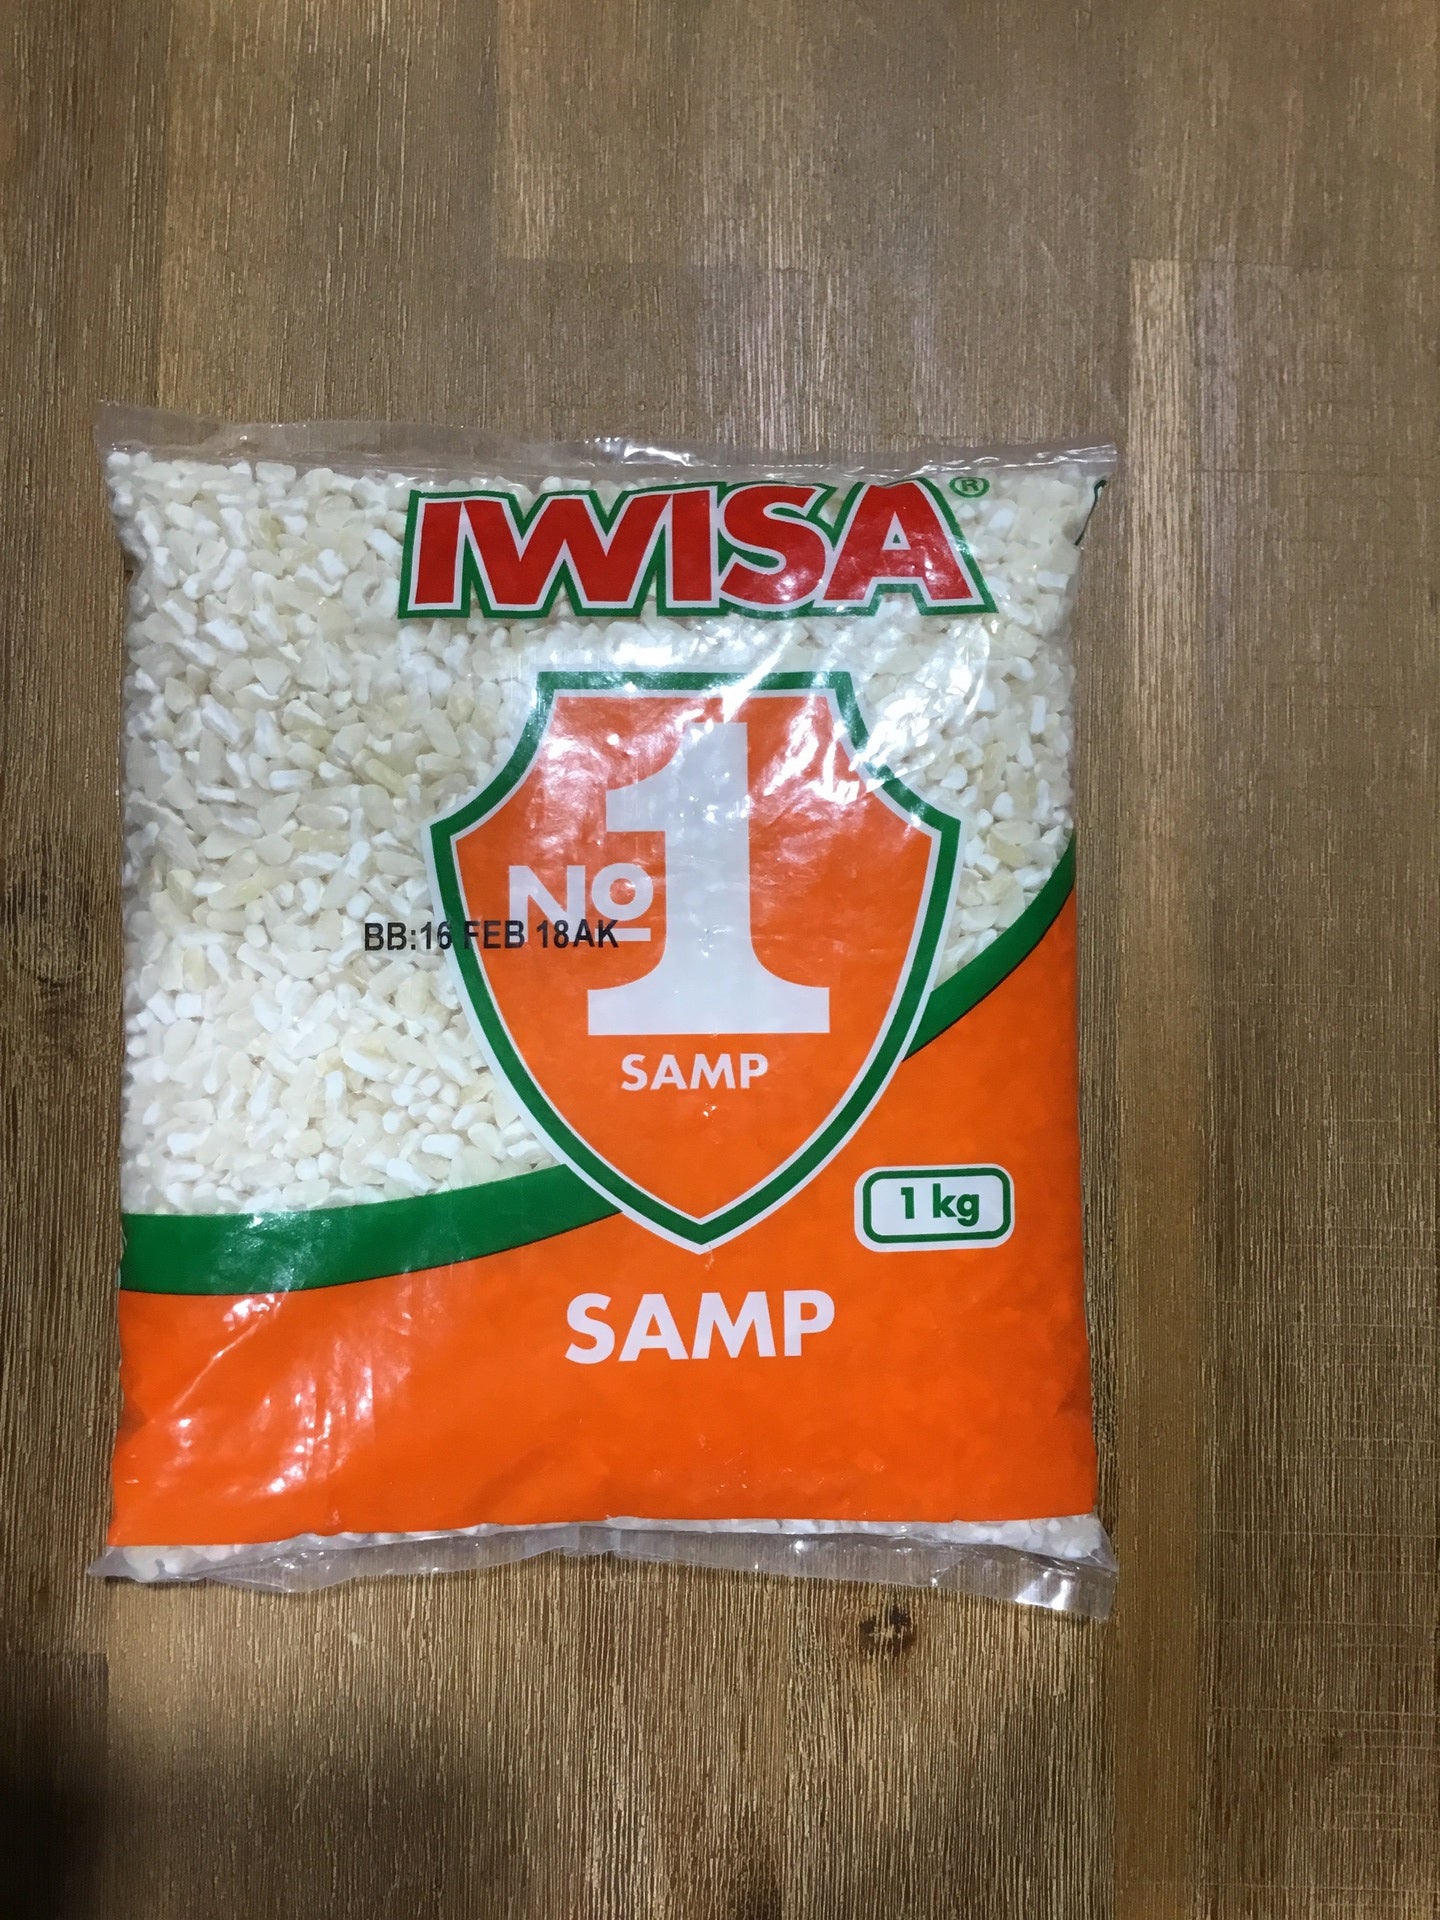 IWISA®
No 1
BB:16 FEB 18AK
SAMP
1 kg
SAMP